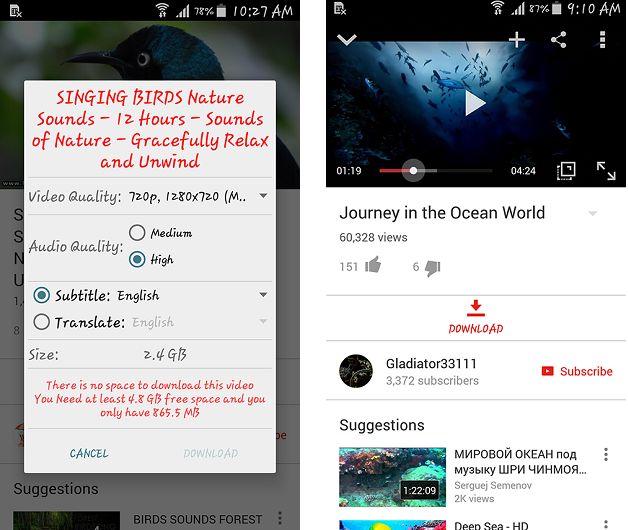 78% 10:27 AM
SINGING BIRDS Nature
Sounds - 12 Hours - Sounds
of Nature - Gracefully Relax
and Unwind
Video Quality: 720p, 1280x720 (M..
Audio Quality:
Medium
High
Subtitle: English
Translate: English
Size: 2.4 GB
There is no space to download this video
You Need at least 4.8 GB free space and you
only have 865.5 MB
CANCEL DOWNLOAD
Suggestions
BIRDS SOUNDS FOREST
87% 9:10 AM
01:19 04:24
Journey in the Ocean World
60,328 views
151 6
DOWNLOAD
Gladiator33111
3,372 subscribers
Subscribe
Suggestions
1:22:09
МИРОВОЙ ОКЕАН под
музыку ШРИ ЧИНМОЯ...
Serguej Semenov
2K views
Deep Sea - HD